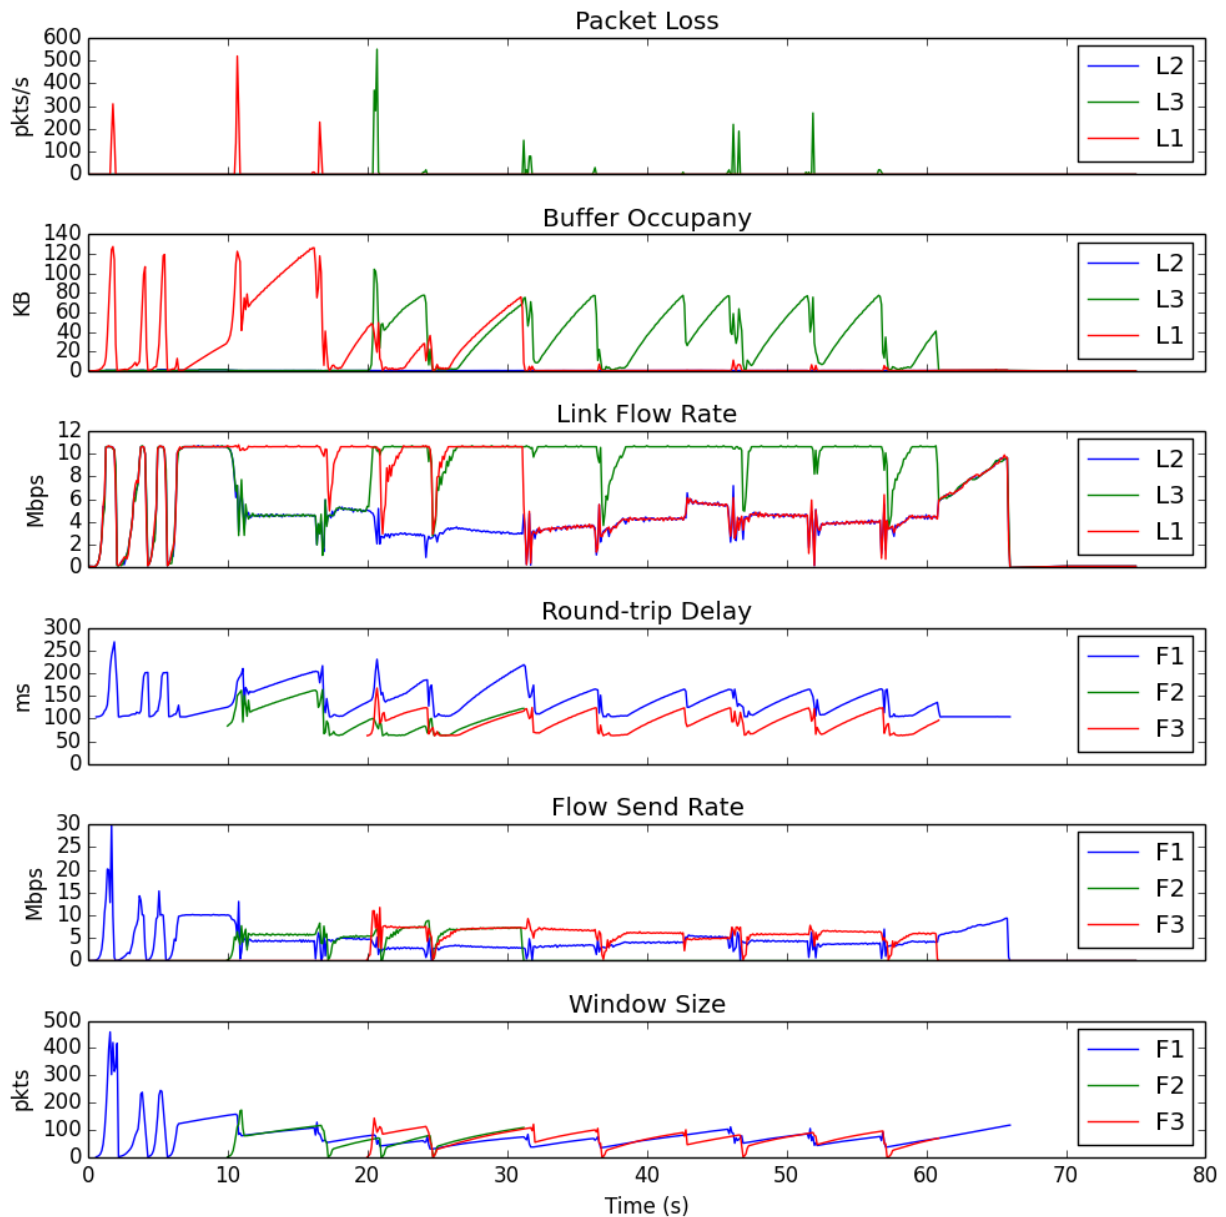 Packet Loss
600
500
400
300
200
100
0
pkts/s
L2
L3
L1
Buffer Occupany
140
120
100
80
60
40
20
0
KB
L2
L3
L1
Link Flow Rate
12
10
8
6
4
2
0
Mbps
L2
L3
L1
Round-trip Delay
300
250
200
150
100
50
0
ms
F1
F2
F3
Flow Send Rate
30
25
20
15
10
5
0
Mbps
F1
F2
F3
Window Size
500
400
300
200
100
0
pkts
F1
F2
F3
0 10 20 30 40 50 60 70 80
Time (s)